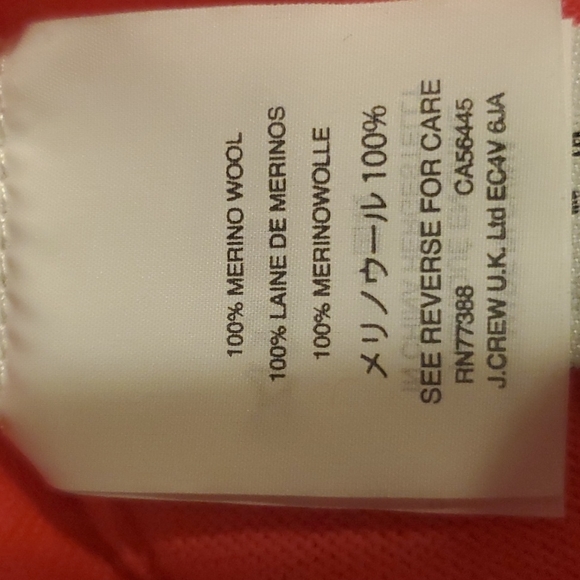 100% MERINO WOOL
100% LAINE DE MERINOS
100% MERINOWOLLE
メリノウール 100%
SEE REVERSE FOR CARE
RN77388 CA56445
J.CREW U.K. Ltd EC4V 6JA